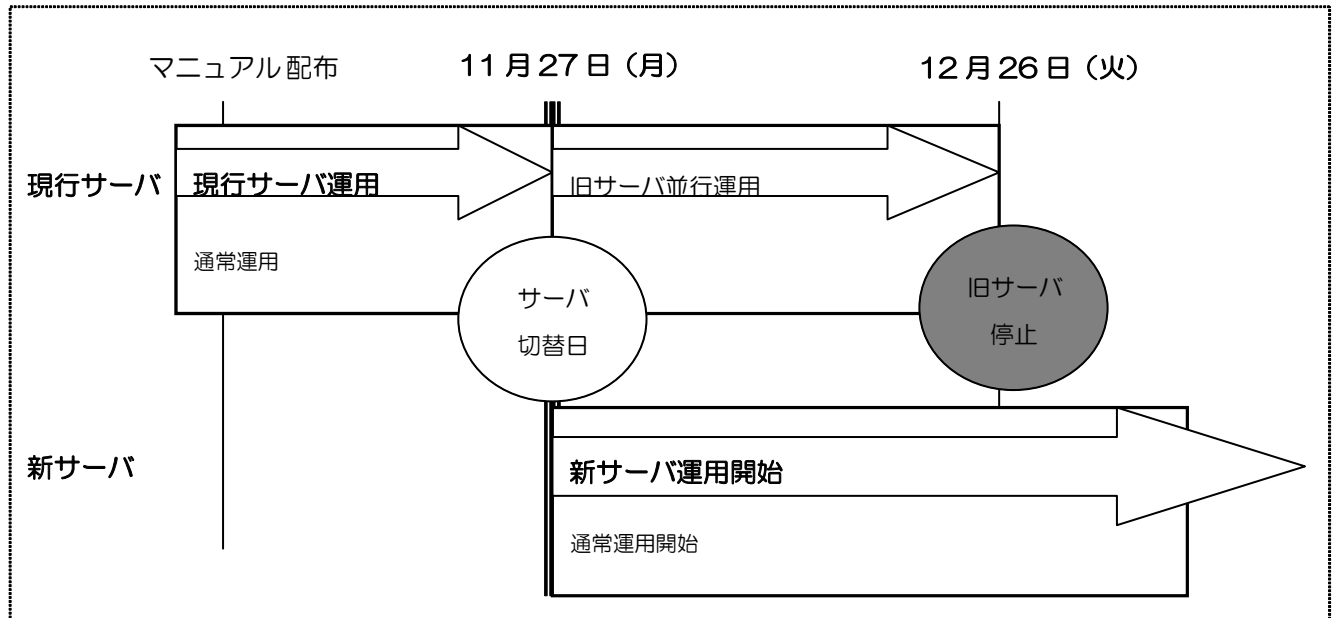 マニュアル配布
11月27日（月）
12月26日（火）
現行サーバ
現行サーバ運用
旧サーバ並行運用
通常運用
サーバ
切替日
旧サーバ
停止
新サーバ
新サーバ運用開始
通常運用開始